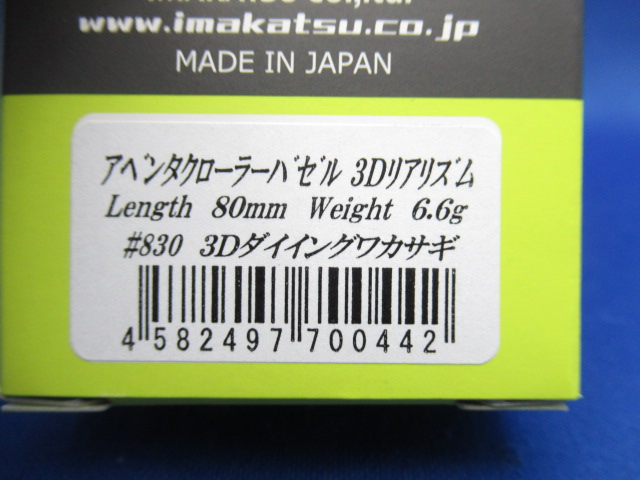 www.imakatsu.co.jp
MADE IN JAPAN
アベンタクローラーバゼル 3Dリアリズム
Length 80mm Weight 6.6g
#830 3Dダイイングワカサギ
4 582497 700442